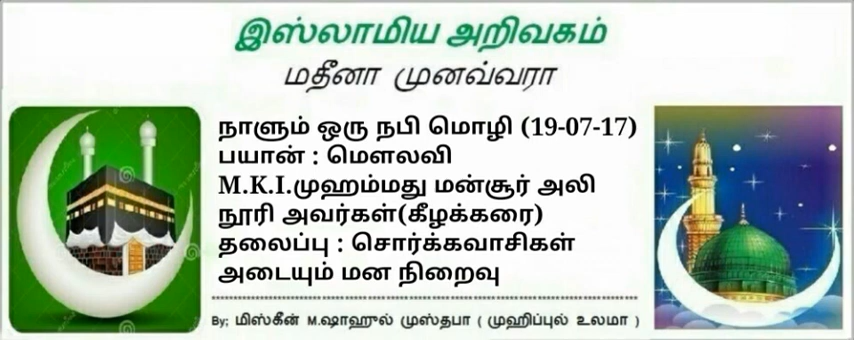 இஸ்லாமிய அறிவகம்
மதீனா முனவ்வரா
நாளும் ஒரு நபி மொழி (19-07-17)
பயான் : மௌலவி
M.K.I.முஹம்மது மன்சூர் அலி
நூரி அவர்கள்(கீழக்கரை)
தலைப்பு : சொர்க்கவாசிகள்
அடையும் மன நிறைவு
By; மிஸ்கீன் M.ஷாஹுல் முஸ்தபா ( முஹிப்புல் உலமா )